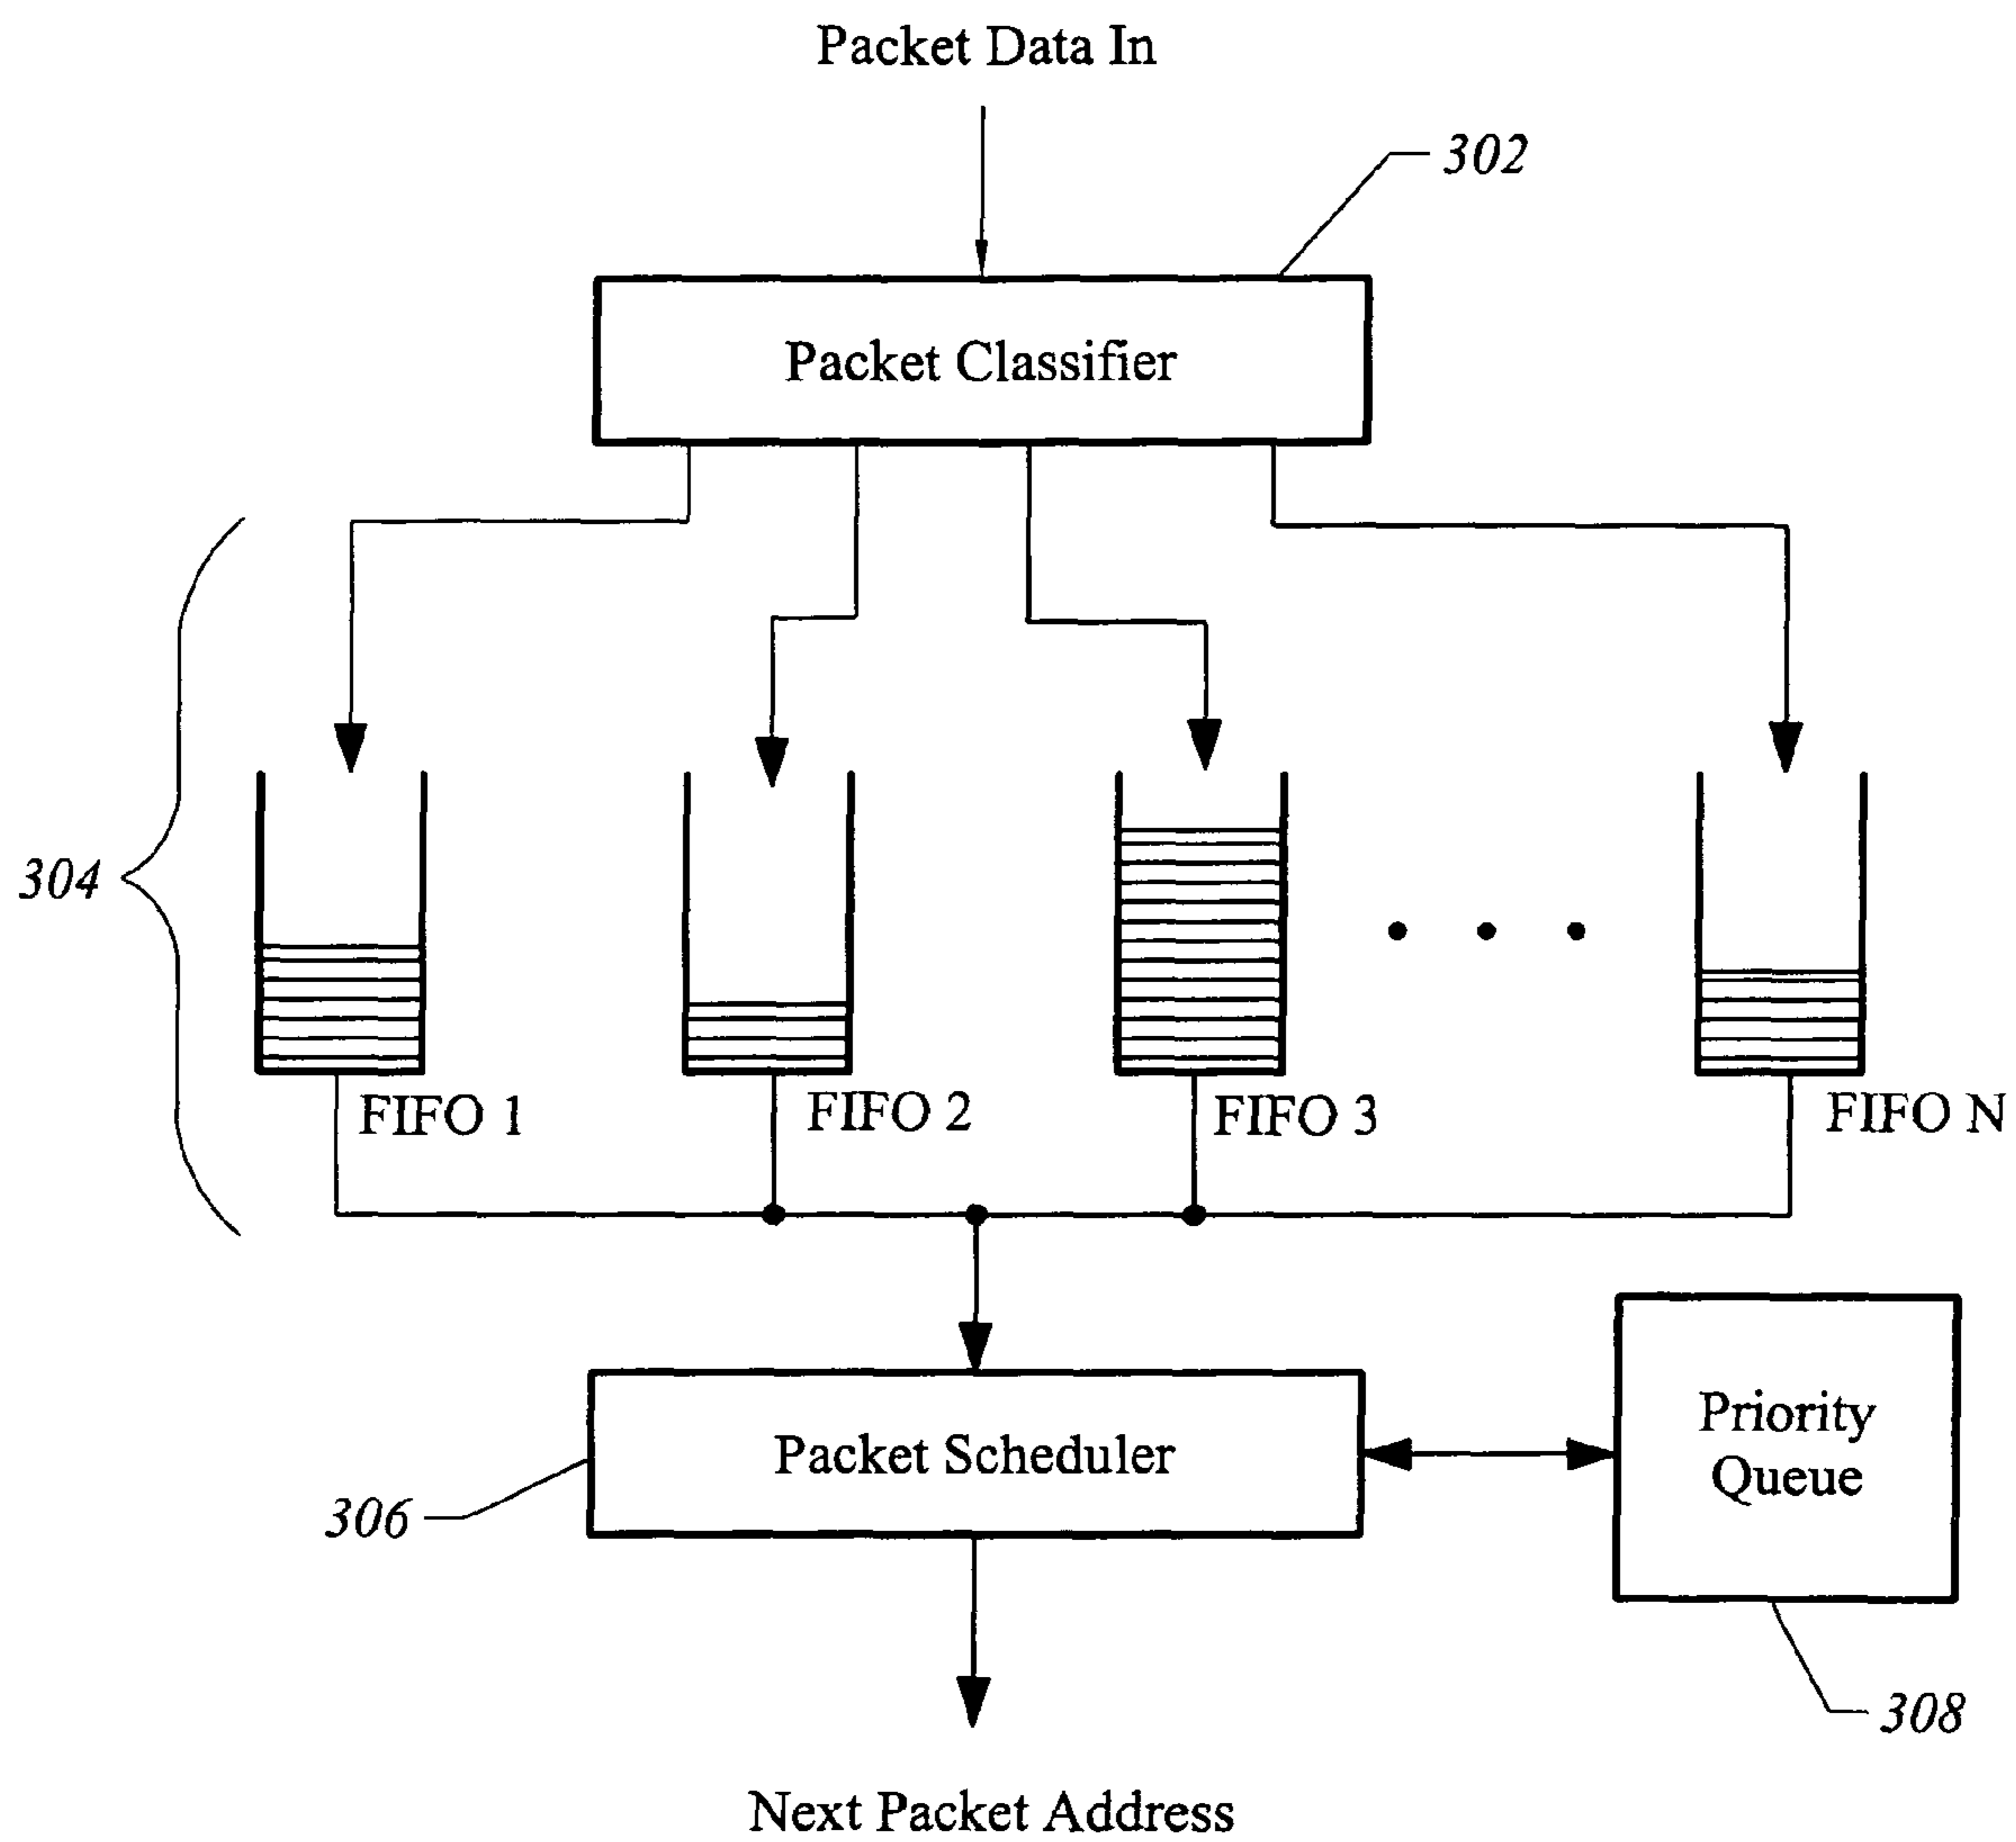 Packet Data In
302
Packet Classifier
304
FIFO 1
FIFO 2
FIFO 3
FIFO N
Packet Scheduler
Priority
Queue
306
308
Next Packet Address